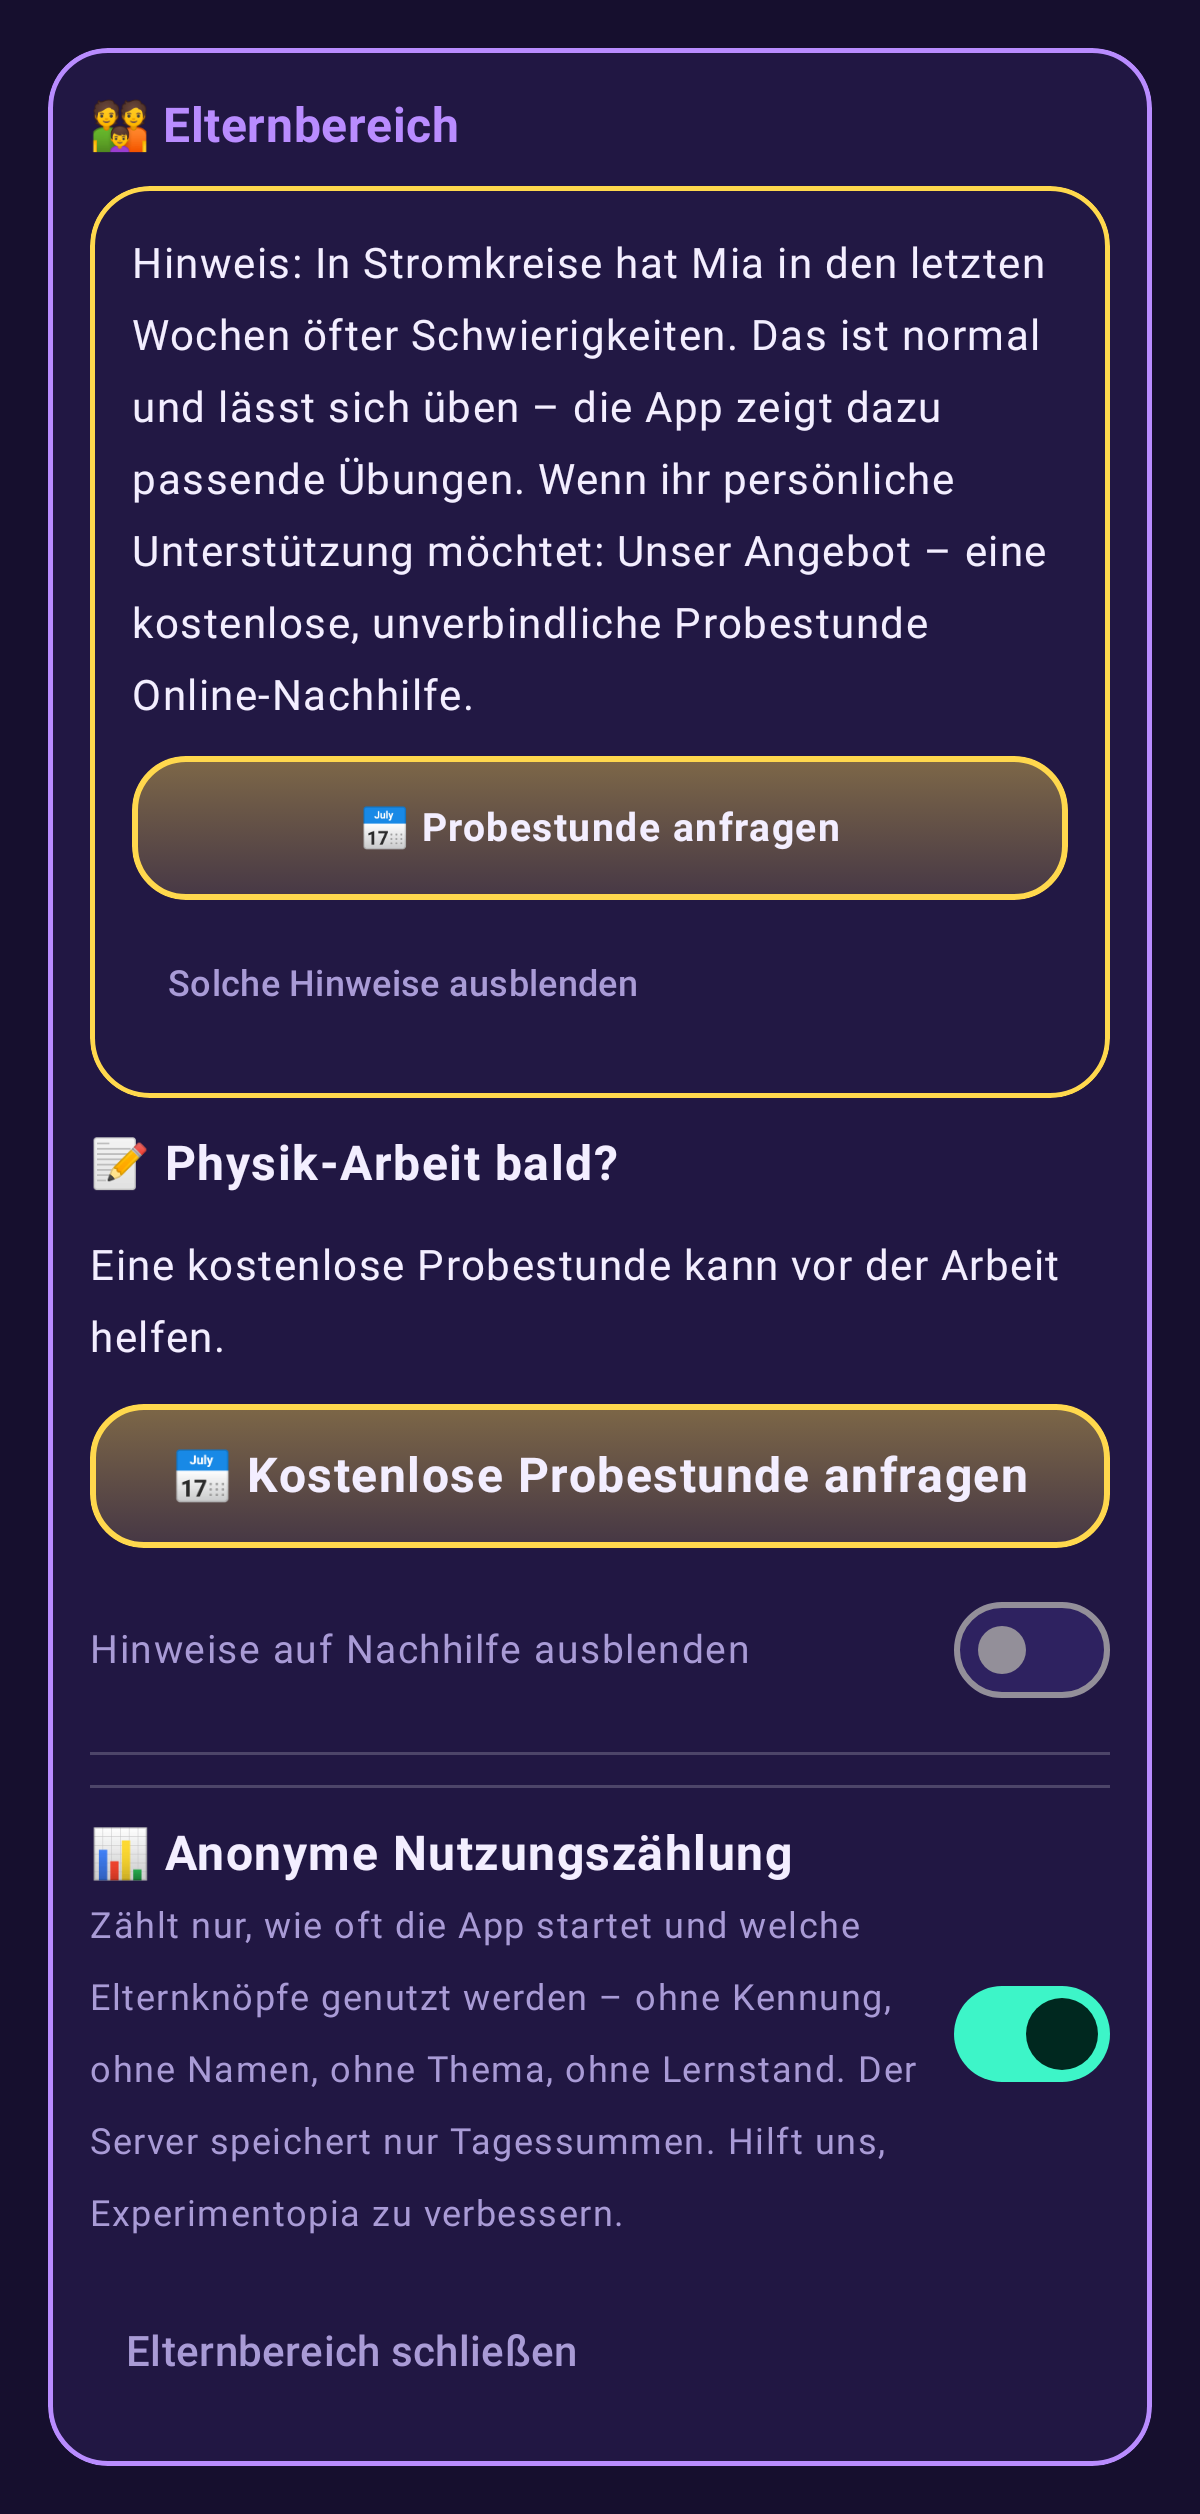 Elternbereich
Hinweis: In Stromkreise hat Mia in den letzten
Wochen öfter Schwierigkeiten. Das ist normal
und lässt sich üben – die App zeigt dazu
passende Übungen. Wenn ihr persönliche
Unterstützung möchtet: Unser Angebot – eine
kostenlose, unverbindliche Probestunde
Online-Nachhilfe.
July
17
Probestunde anfragen
Solche Hinweise ausblenden
Physik-Arbeit bald?
Eine kostenlose Probestunde kann vor der Arbeit
helfen.
July
17
Kostenlose Probestunde anfragen
Hinweise auf Nachhilfe ausblenden
Anonyme Nutzungszählung
Zählt nur, wie oft die App startet und welche
Elternknöpfe genutzt werden – ohne Kennung,
ohne Namen, ohne Thema, ohne Lernstand. Der
Server speichert nur Tagessummen. Hilft uns,
Experimentopia zu verbessern.
Elternbereich schließen